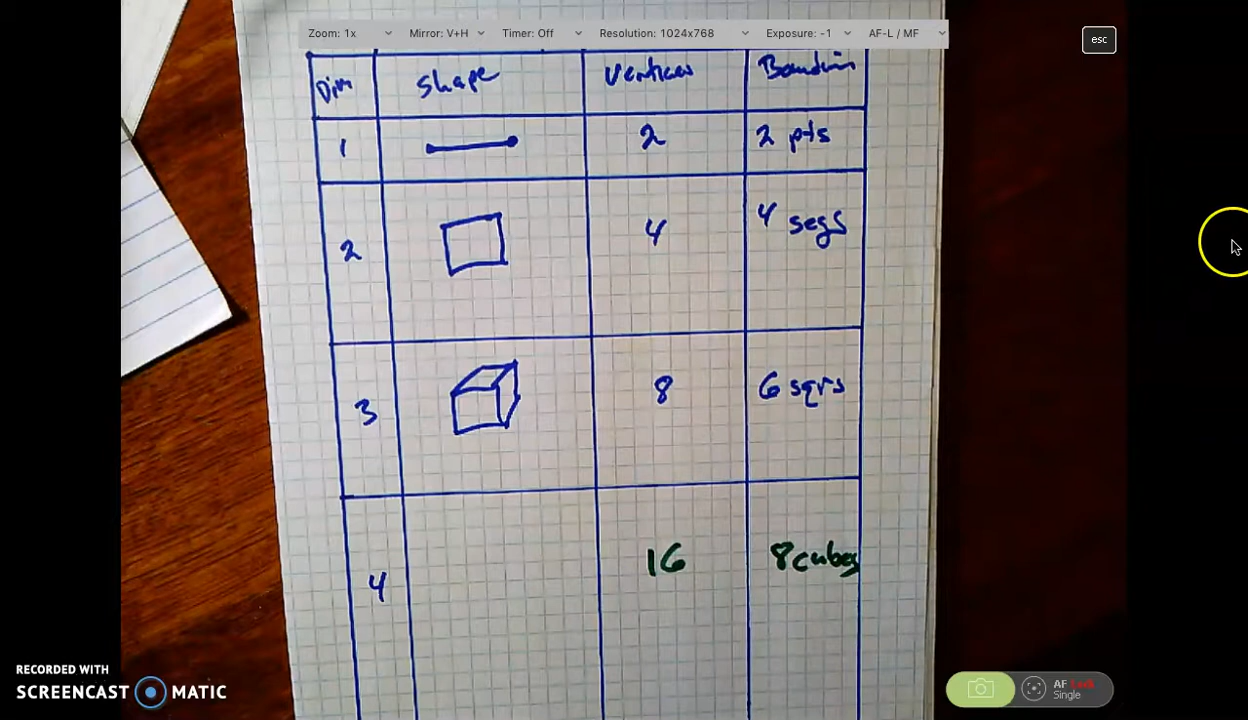 Zoom: 1x Mirror: V+H Timer: Off Resolution: 1024x768 Exposure: -1 AF-L / MF
esc
Dim shape vertices
1 2 2 pts
2 4 4 segs
3 8 6 sqrs
4 16 8 cubes
RECORDED WITH
SCREENCAST MATIC
AF Lock
Single